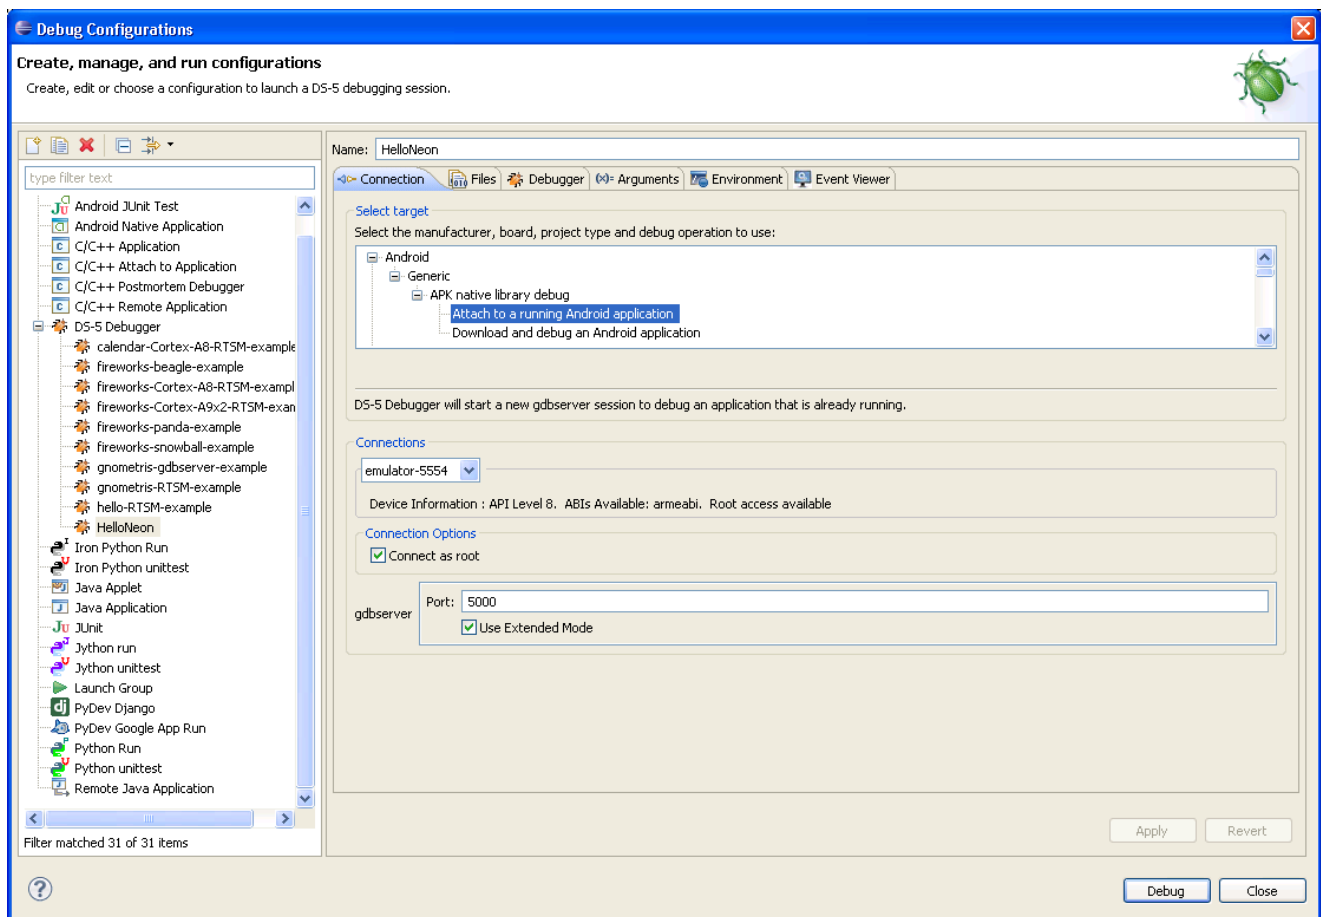 Debug Configurations
Create, manage, and run configurations
Create, edit or choose a configuration to launch a DS-5 debugging session.
type filter text
Android JUnit Test
Android Native Application
C/C++ Application
C/C++ Attach to Application
C/C++ Postmortem Debugger
C/C++ Remote Application
DS-5 Debugger
calendar-Cortex-A8-RTSM-example
fireworks-beagle-example
fireworks-Cortex-A8-RTSM-exampl
fireworks-Cortex-A9x2-RTSM-exan
fireworks-panda-example
fireworks-snowball-example
gnometris-gdbserver-example
gnometris-RTSM-example
hello-RTSM-example
HelloNeon
Iron Python Run
Iron Python unittest
Java Applet
Java Application
JUnit
Jython run
Jython unittest
Launch Group
PyDev Django
PyDev Google App Run
Python Run
Python unittest
Remote Java Application
Filter matched 31 of 31 items
Name: HelloNeon
Connection Files Debugger (x)= Arguments Environment Event Viewer
Select target
Select the manufacturer, board, project type and debug operation to use:
Android
Generic
APK native library debug
Attach to a running Android application
Download and debug an Android application
DS-5 Debugger will start a new gdbserver session to debug an application that is already running.
Connections
emulator-5554
Device Information : API Level 8. ABIs Available: armeabi. Root access available
Connection Options
Connect as root
gdbserver
Port: 5000
Use Extended Mode
Apply Revert
Debug Close